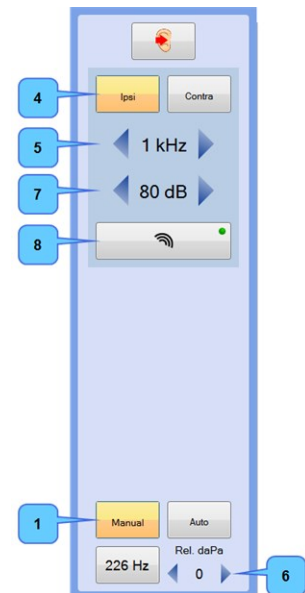 4
Ipsi
Contra
5
1 kHz
7
80 dB
8
1
Manual
Auto
226 Hz
Rel. daPa
0
6